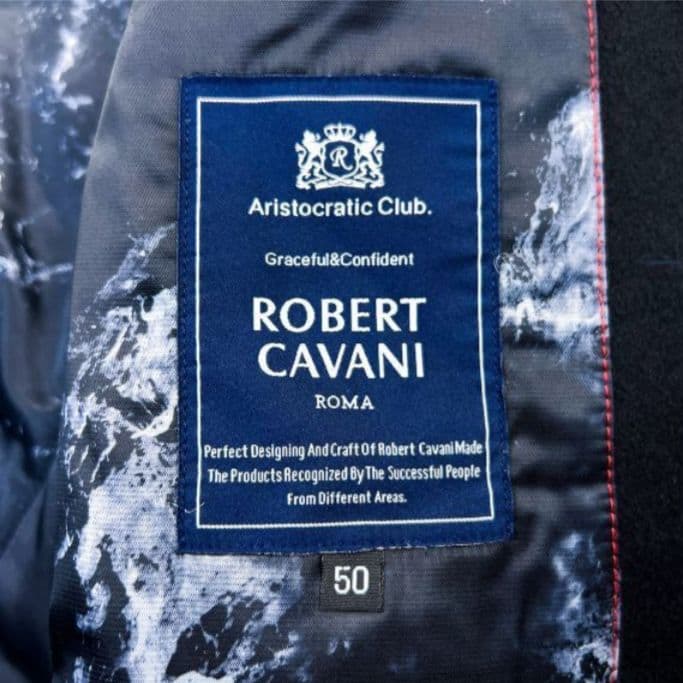 R
Aristocratic Club.
Graceful&Confident
ROBERT
CAVANI
ROMA
Perfect Designing And Craft Of Robert Cavani Made
The Products Recognized By The Successful People
From Different Areas.
50